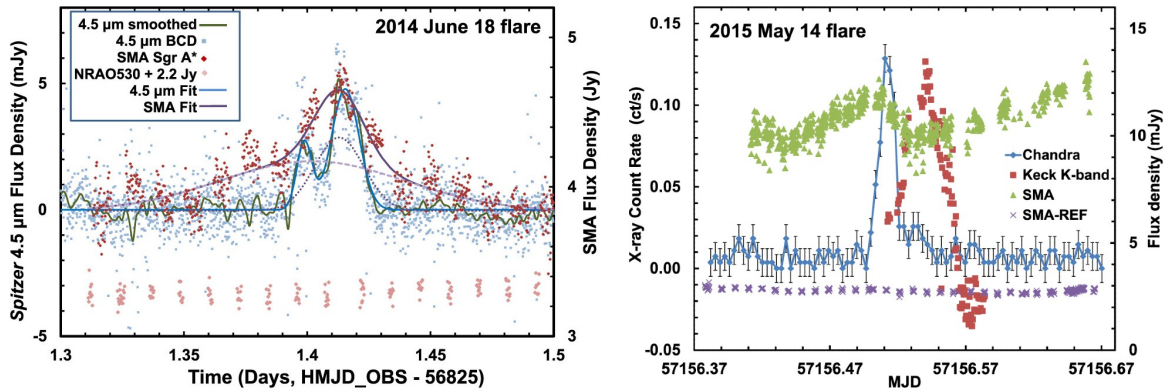 2014 June 18 flare
4.5 µm smoothed
4.5 µm BCD
SMA Sgr A*
NRAO530 + 2.2 Jy
4.5 µm Fit
SMA Fit
Spitzer 4.5 µm Flux Density (mJy)
5
0
-5
1.3
1.35
1.4
1.45
1.5
Time (Days, HMJD_OBS - 56825)
5
4
3
SMA Flux Density (Jy)
2015 May 14 flare
X-ray Count Rate (ct/s)
0.15
0.10
0.05
0.00
-0.05
Chandra
Keck K-band
SMA
SMA-REF
57156.37
57156.47
57156.57
57156.67
MJD
15
10
5
0
Flux density (mJy)